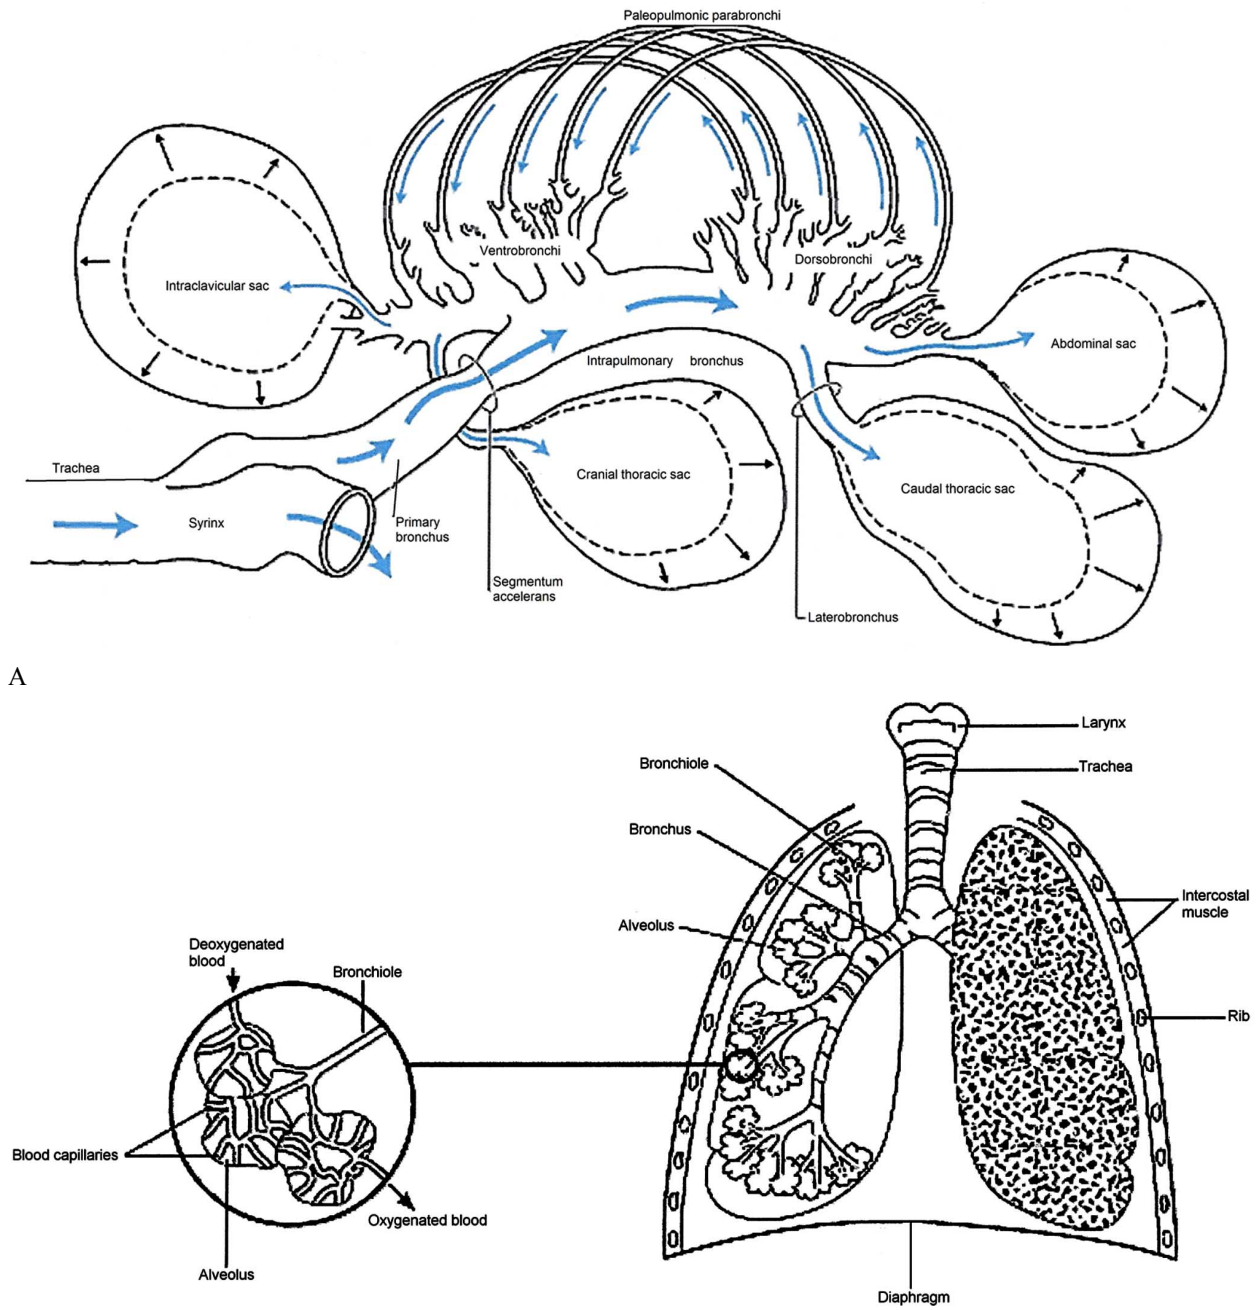 Paleopulmonic parabronchi
Ventrobronchi
Dorsobronchi
Intraclavicular sac
Abdominal sac
Intrapulmonary bronchus
Trachea
Cranial thoracic sac
Caudal thoracic sac
Syrinx
Primary
bronchus
Segmentum
accelerans
Laterobronchus
A
Larynx
Bronchiole
Trachea
Bronchus
Intercostal
muscle
Alveolus
Deoxygenated
blood
Bronchiole
Rib
Blood capillaries
Oxygenated blood
Alveolus
Diaphragm